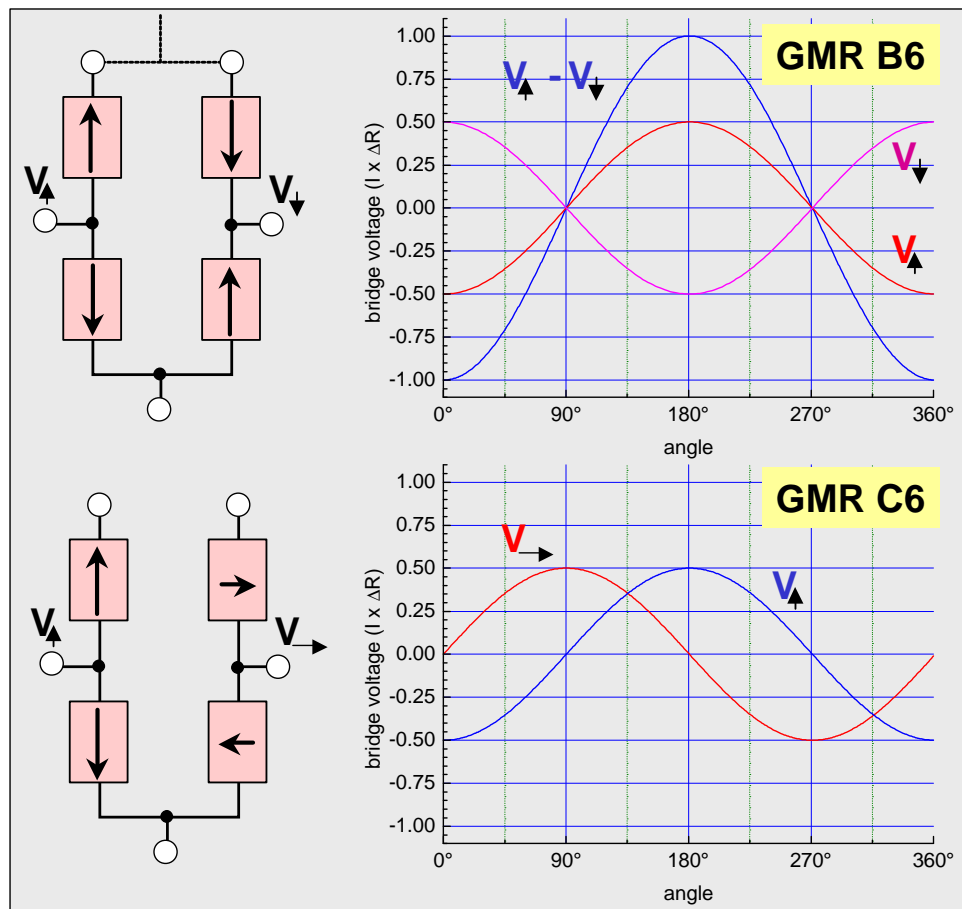 V
V
GMR B6
V - V
V
V
bridge voltage (I x ΔR)
1.00
0.75
0.50
0.25
0.00
-0.25
-0.50
-0.75
-1.00
0° 90° 180° 270° 360°
angle
V
V
GMR C6
V
V
bridge voltage (I x ΔR)
1.00
0.75
0.50
0.25
0.00
-0.25
-0.50
-0.75
-1.00
0° 90° 180° 270° 360°
angle